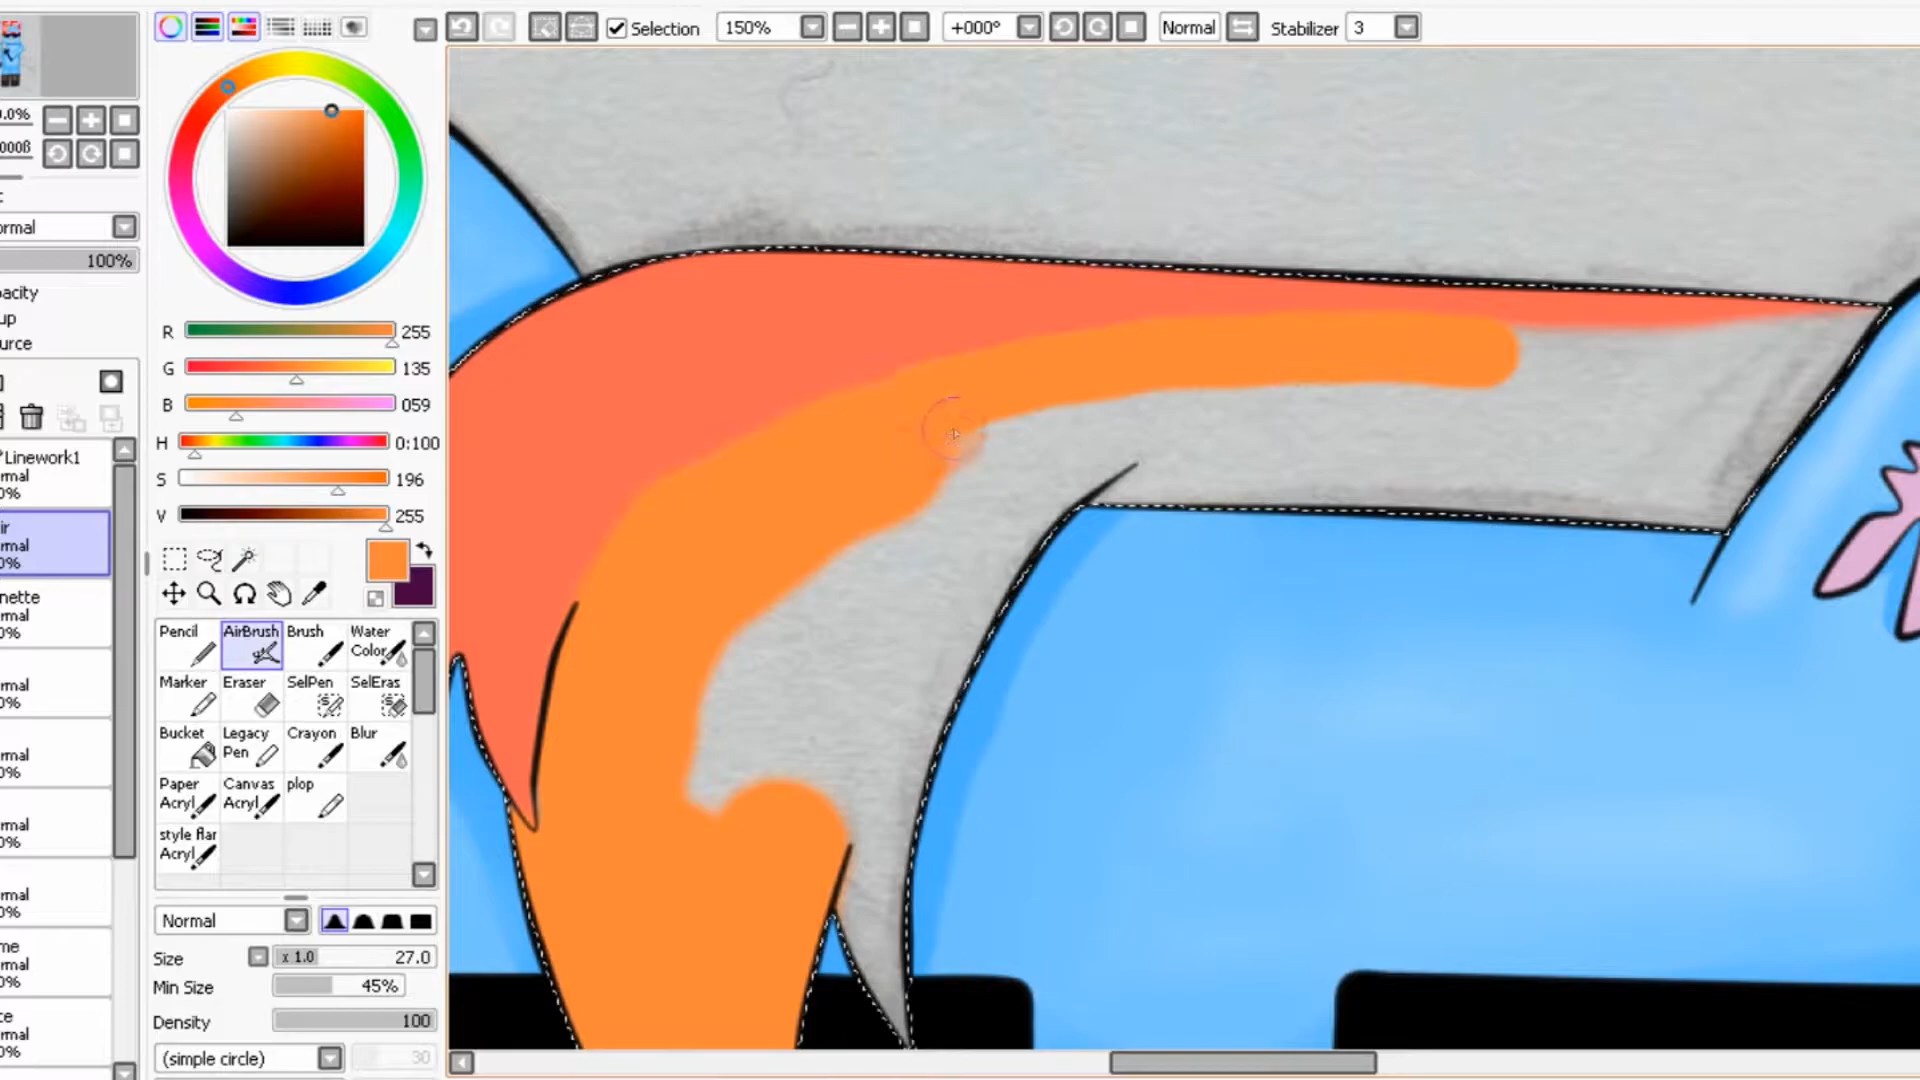 Selection 150% +000° Normal Stabilizer 3
.0%
000ß
ormal
100%
acity
up
urce
Linework1
rmal
0%
ir
rmal
0%
nette
rmal
0%
rmal
0%
rmal
0%
rmal
0%
rmal
0%
me
rmal
0%
te
rmal
0%
R 255
G 135
B 059
H 0:100
S 196
V 255
Pencil AirBrush Brush Water Color
Marker Eraser SelPen SelEras
Bucket Legacy Pen Crayon Blur
Paper Acryl Canvas Acryl plop
style flar Acryl
Normal
Size x 1.0 27.0
Min Size 45%
Density 100
(simple circle) 30